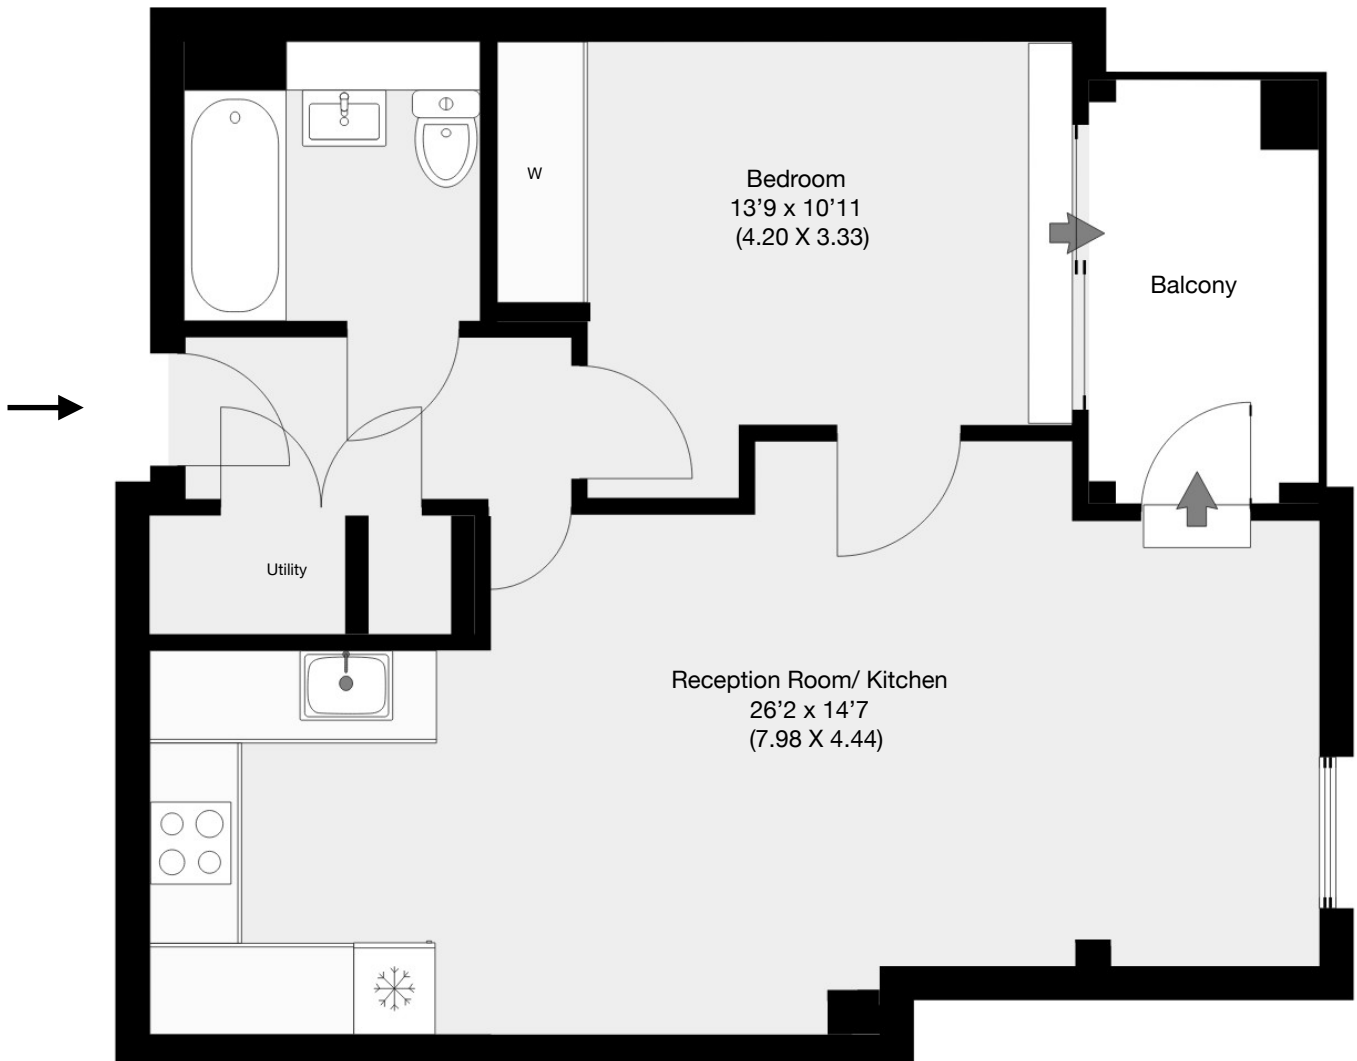 W
Bedroom
13’9 x 10’11
(4.20 X 3.33)
Balcony
Utility
Reception Room/ Kitchen
26’2 x 14’7
(7.98 X 4.44)